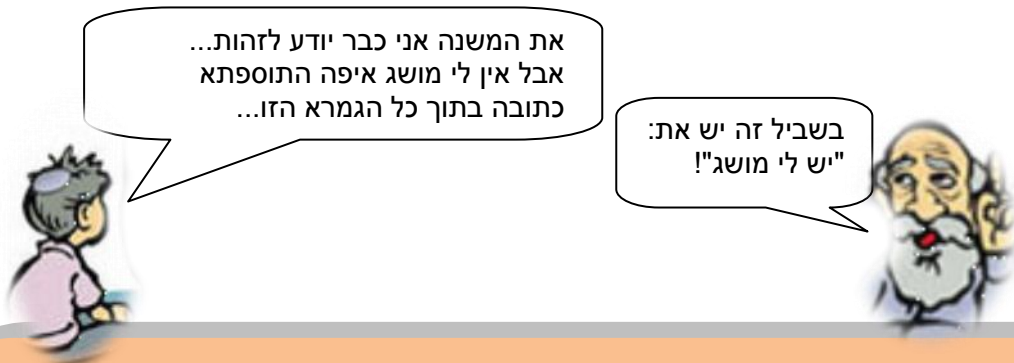 את המשנה אני כבר יודע לזהות...
אבל אין לי מושג איפה התוספתא
כתובה בתוך כל הגמרא הזו...
בשביל זה יש את:
"יש לי מושג"!